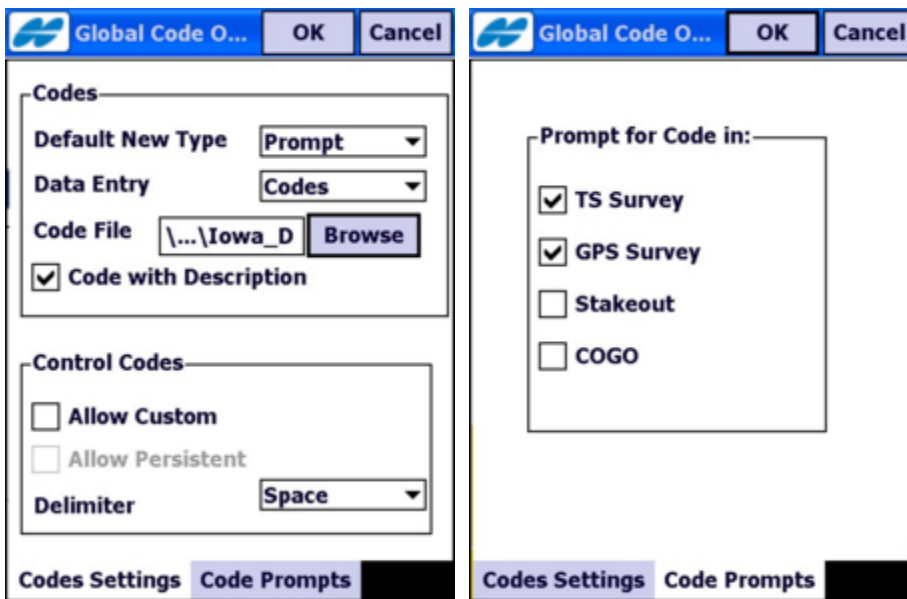 Global Code O... OK Cancel
Codes
Default New Type Prompt
Data Entry Codes
Code File \...\Iowa_D Browse
Code with Description
Control Codes
Allow Custom
Allow Persistent
Delimiter Space
Codes Settings Code Prompts
Global Code O... OK Cancel
Prompt for Code in:
TS Survey
GPS Survey
Stakeout
COGO
Codes Settings Code Prompts